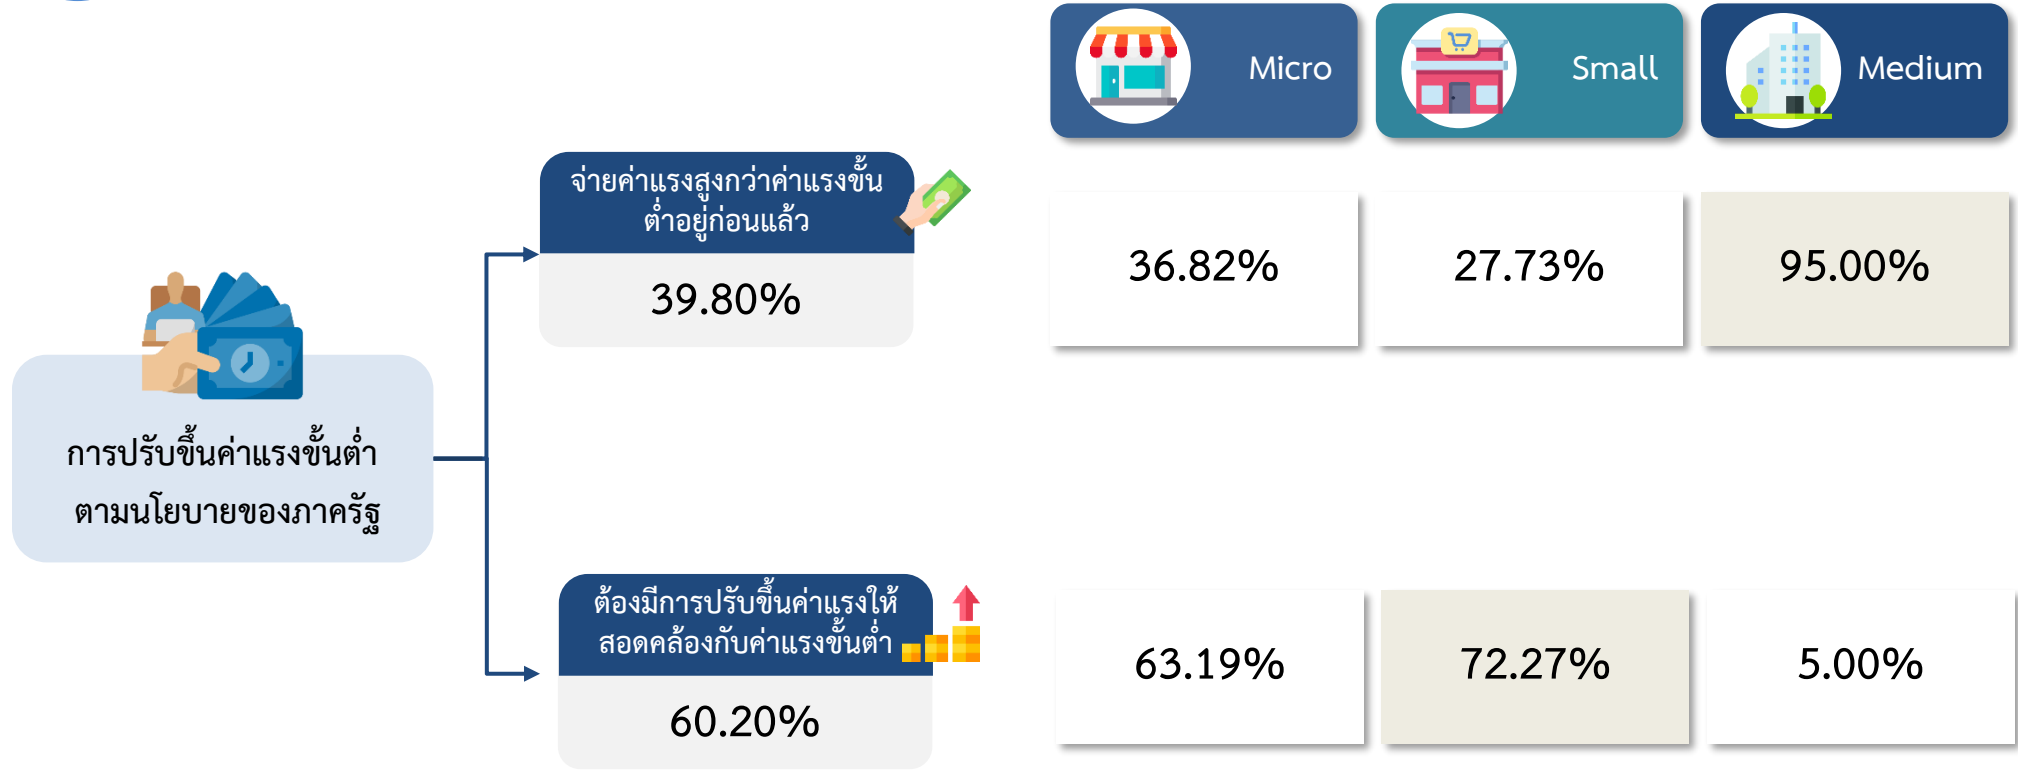 Micro
Small
Medium
จ่ายค่าแรงสูงกว่าค่าแรงขั้น
ต่ำอยู่ก่อนแล้ว
39.80%
36.82%
27.73%
95.00%
การปรับขึ้นค่าแรงขั้นต่ำ
ตามนโยบายของภาครัฐ
ต้องมีการปรับขึ้นค่าแรงให้
สอดคล้องกับค่าแรงขั้นต่ำ
60.20%
63.19%
72.27%
5.00%